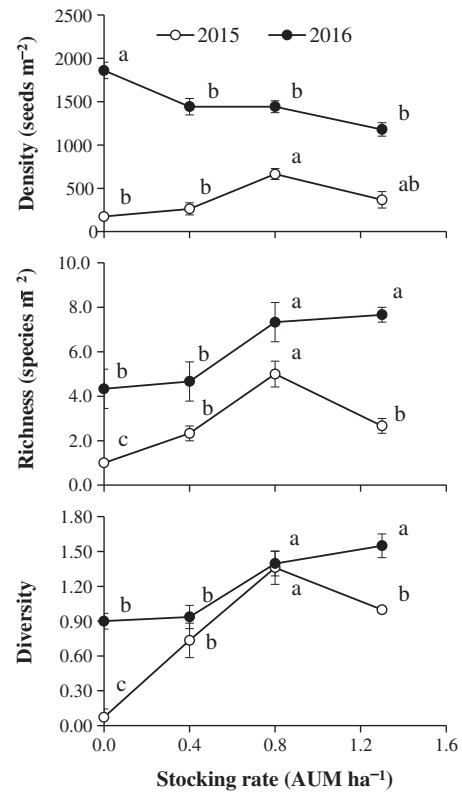 2500
2015 2016
a
2000
b b
1500
b
1000
a
ab
500
b b
0
Density (seeds m⁻²)
10.0
a a
8.0
a
6.0
b b
4.0
b b
2.0
c
0.0
Richness (species m̄ ²)
1.80
a a
1.50
a
1.20
b b b
0.90
b
0.60
0.30
c
0.00
Diversity
0.0 0.4 0.8 1.2 1.6
Stocking rate (AUM ha⁻¹)